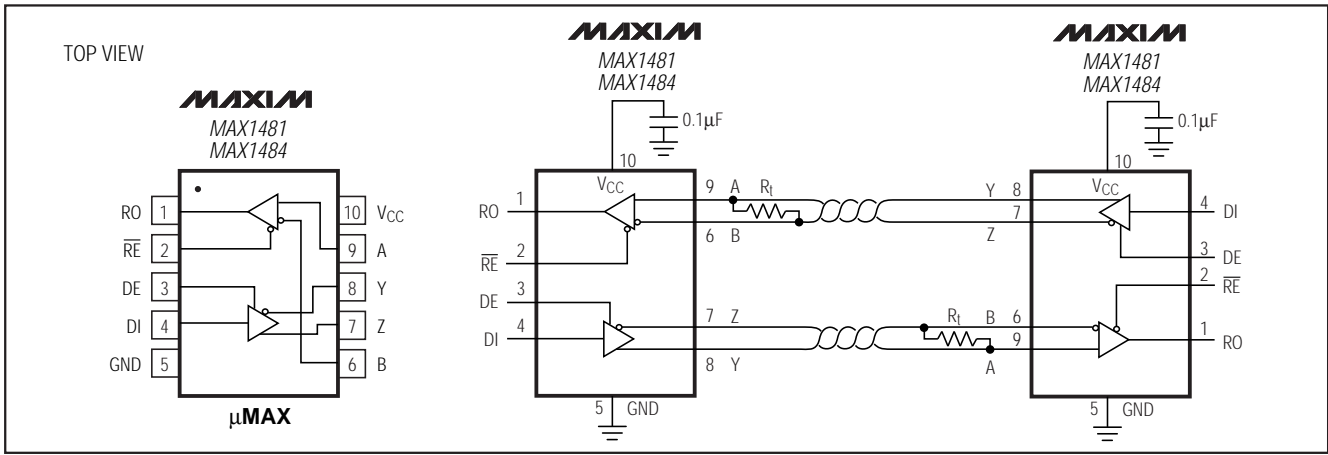 TOP VIEW
MAXIM
MAX1481
MAX1484
RO 1
RE 2
DE 3
DI 4
GND 5
10 VCC
9 A
8 Y
7 Z
6 B
µMAX
MAXIM
MAX1481
MAX1484
0.1µF
10
VCC
1
RO
2
RE
3
DE
4
DI
9 A Rt
6 B
7 Z
8 Y
5 GND
MAXIM
MAX1481
MAX1484
0.1µF
10
VCC
Y 8
7
Z
4
DI
3
DE
2
RE
1
RO
Rt B 6
9
A
5 GND